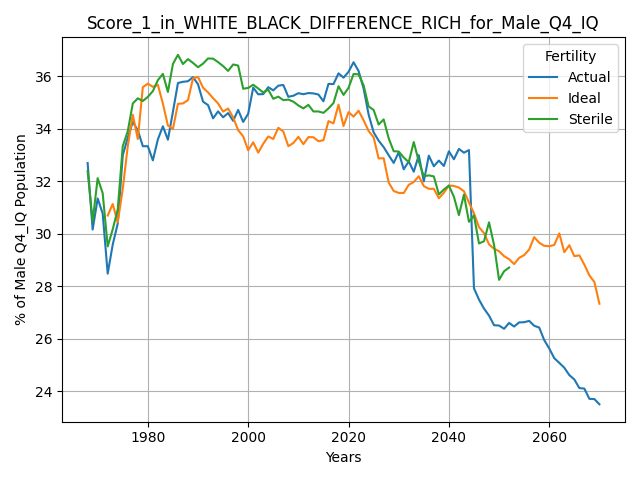 Score_1_in_WHITE_BLACK_DIFFERENCE_RICH_for_Male_Q4_IQ
Fertility
Actual
Ideal
Sterile
% of Male Q4_IQ Population
36
34
32
30
28
26
24
1980
2000
2020
2040
2060
Years